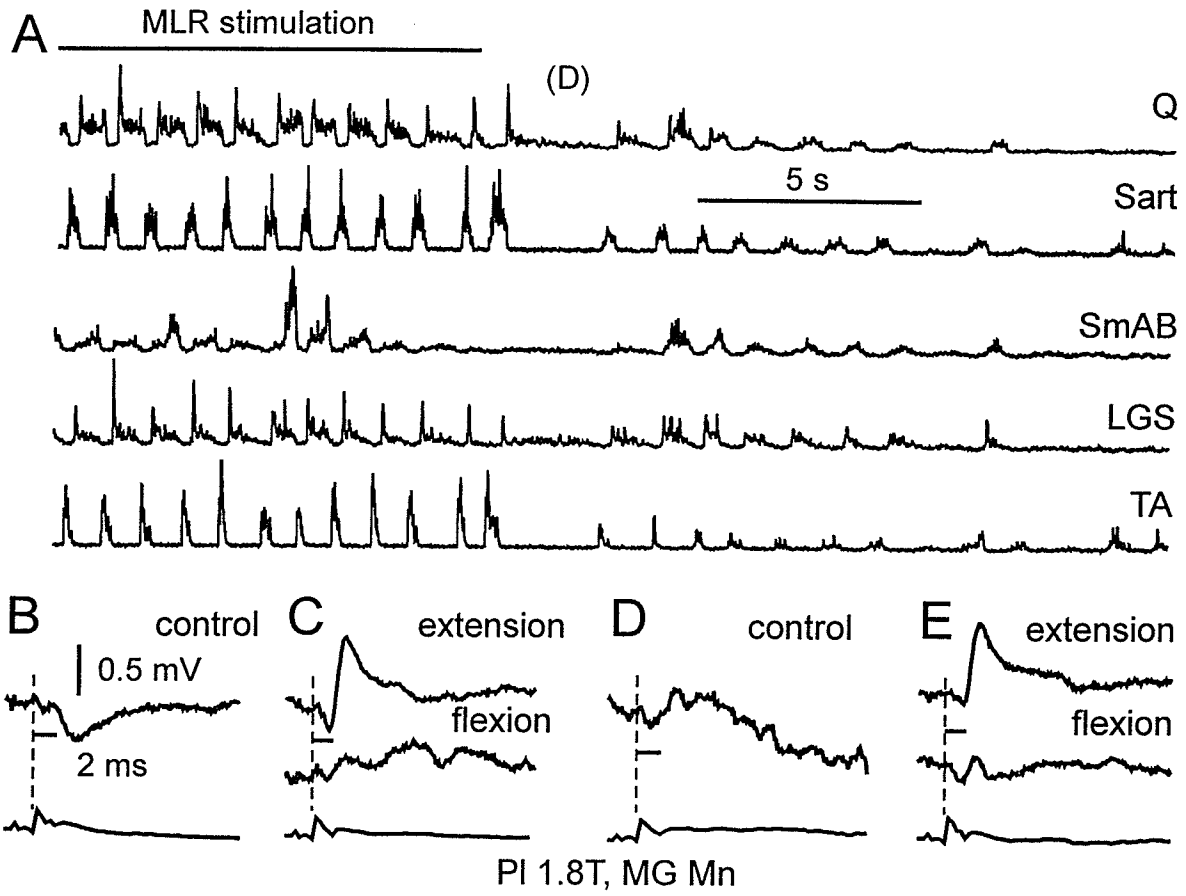 A
MLR stimulation
(D)
Q
5 s
Sart
SmAB
LGS
TA
B
control
0.5 mV
2 ms
C
extension
flexion
D
control
E
extension
flexion
Pl 1.8T, MG Mn